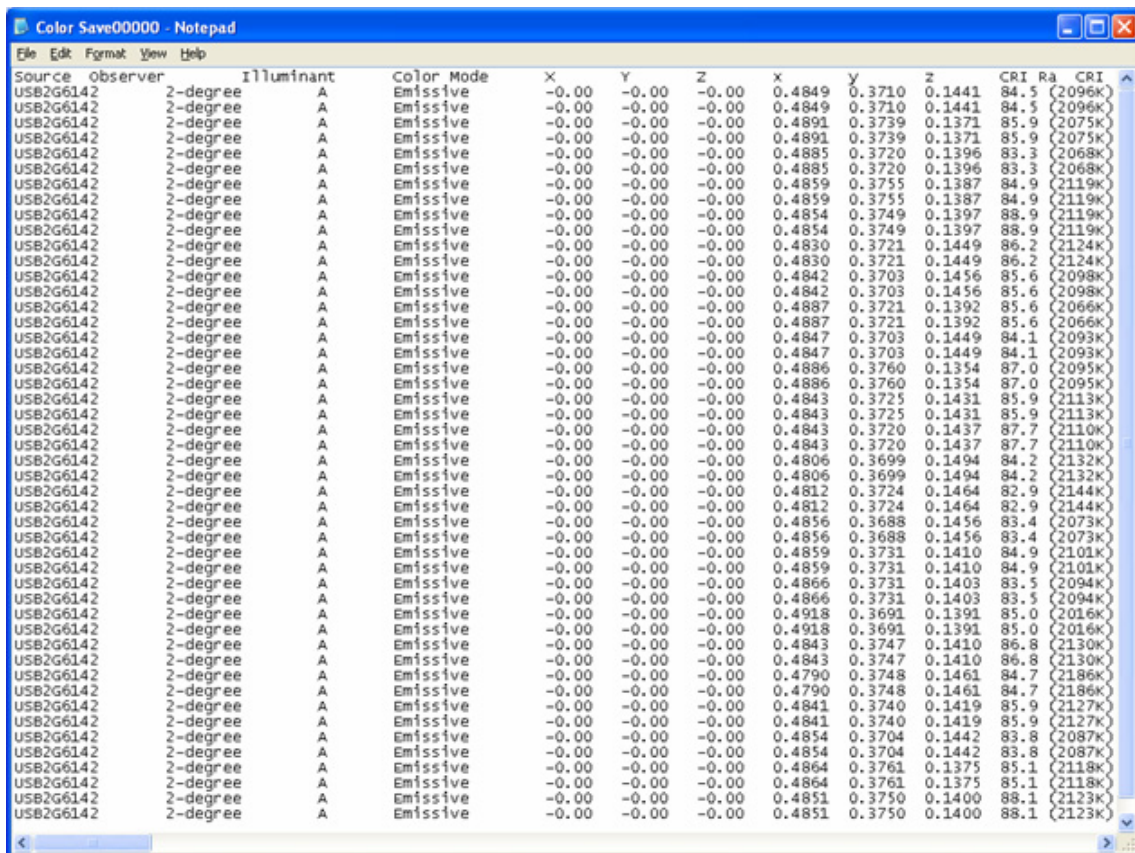 Color Save00000 - Notepad
File Edit Format View Help
Source Observer Illuminant Color Mode X Y Z x y z CRI Ra CRI
USB2G6142 2-degree A Emissive -0.00 -0.00 -0.00 0.4849 0.3710 0.1441 84.5 (2096K)
USB2G6142 2-degree A Emissive -0.00 -0.00 -0.00 0.4849 0.3710 0.1441 84.5 (2096K)
USB2G6142 2-degree A Emissive -0.00 -0.00 -0.00 0.4891 0.3739 0.1371 85.9 (2075K)
USB2G6142 2-degree A Emissive -0.00 -0.00 -0.00 0.4891 0.3739 0.1371 85.9 (2075K)
USB2G6142 2-degree A Emissive -0.00 -0.00 -0.00 0.4885 0.3720 0.1396 83.3 (2068K)
USB2G6142 2-degree A Emissive -0.00 -0.00 -0.00 0.4885 0.3720 0.1396 83.3 (2068K)
USB2G6142 2-degree A Emissive -0.00 -0.00 -0.00 0.4859 0.3755 0.1387 84.9 (2119K)
USB2G6142 2-degree A Emissive -0.00 -0.00 -0.00 0.4859 0.3755 0.1387 84.9 (2119K)
USB2G6142 2-degree A Emissive -0.00 -0.00 -0.00 0.4854 0.3749 0.1397 88.9 (2119K)
USB2G6142 2-degree A Emissive -0.00 -0.00 -0.00 0.4854 0.3749 0.1397 88.9 (2119K)
USB2G6142 2-degree A Emissive -0.00 -0.00 -0.00 0.4830 0.3721 0.1449 86.2 (2124K)
USB2G6142 2-degree A Emissive -0.00 -0.00 -0.00 0.4830 0.3721 0.1449 86.2 (2124K)
USB2G6142 2-degree A Emissive -0.00 -0.00 -0.00 0.4842 0.3703 0.1456 85.6 (2098K)
USB2G6142 2-degree A Emissive -0.00 -0.00 -0.00 0.4842 0.3703 0.1456 85.6 (2098K)
USB2G6142 2-degree A Emissive -0.00 -0.00 -0.00 0.4887 0.3721 0.1392 85.6 (2066K)
USB2G6142 2-degree A Emissive -0.00 -0.00 -0.00 0.4887 0.3721 0.1392 85.6 (2066K)
USB2G6142 2-degree A Emissive -0.00 -0.00 -0.00 0.4847 0.3703 0.1449 84.1 (2093K)
USB2G6142 2-degree A Emissive -0.00 -0.00 -0.00 0.4847 0.3703 0.1449 84.1 (2093K)
USB2G6142 2-degree A Emissive -0.00 -0.00 -0.00 0.4886 0.3760 0.1354 87.0 (2095K)
USB2G6142 2-degree A Emissive -0.00 -0.00 -0.00 0.4886 0.3760 0.1354 87.0 (2095K)
USB2G6142 2-degree A Emissive -0.00 -0.00 -0.00 0.4843 0.3725 0.1431 85.9 (2113K)
USB2G6142 2-degree A Emissive -0.00 -0.00 -0.00 0.4843 0.3725 0.1431 85.9 (2113K)
USB2G6142 2-degree A Emissive -0.00 -0.00 -0.00 0.4843 0.3720 0.1437 87.7 (2110K)
USB2G6142 2-degree A Emissive -0.00 -0.00 -0.00 0.4843 0.3720 0.1437 87.7 (2110K)
USB2G6142 2-degree A Emissive -0.00 -0.00 -0.00 0.4806 0.3699 0.1494 84.2 (2132K)
USB2G6142 2-degree A Emissive -0.00 -0.00 -0.00 0.4806 0.3699 0.1494 84.2 (2132K)
USB2G6142 2-degree A Emissive -0.00 -0.00 -0.00 0.4812 0.3724 0.1464 82.9 (2144K)
USB2G6142 2-degree A Emissive -0.00 -0.00 -0.00 0.4812 0.3724 0.1464 82.9 (2144K)
USB2G6142 2-degree A Emissive -0.00 -0.00 -0.00 0.4856 0.3688 0.1456 83.4 (2073K)
USB2G6142 2-degree A Emissive -0.00 -0.00 -0.00 0.4856 0.3688 0.1456 83.4 (2073K)
USB2G6142 2-degree A Emissive -0.00 -0.00 -0.00 0.4859 0.3731 0.1410 84.9 (2101K)
USB2G6142 2-degree A Emissive -0.00 -0.00 -0.00 0.4859 0.3731 0.1410 84.9 (2101K)
USB2G6142 2-degree A Emissive -0.00 -0.00 -0.00 0.4866 0.3731 0.1403 83.5 (2094K)
USB2G6142 2-degree A Emissive -0.00 -0.00 -0.00 0.4866 0.3731 0.1403 83.5 (2094K)
USB2G6142 2-degree A Emissive -0.00 -0.00 -0.00 0.4918 0.3691 0.1391 85.0 (2016K)
USB2G6142 2-degree A Emissive -0.00 -0.00 -0.00 0.4918 0.3691 0.1391 85.0 (2016K)
USB2G6142 2-degree A Emissive -0.00 -0.00 -0.00 0.4843 0.3747 0.1410 86.8 (2130K)
USB2G6142 2-degree A Emissive -0.00 -0.00 -0.00 0.4843 0.3747 0.1410 86.8 (2130K)
USB2G6142 2-degree A Emissive -0.00 -0.00 -0.00 0.4790 0.3748 0.1461 84.7 (2186K)
USB2G6142 2-degree A Emissive -0.00 -0.00 -0.00 0.4790 0.3748 0.1461 84.7 (2186K)
USB2G6142 2-degree A Emissive -0.00 -0.00 -0.00 0.4841 0.3740 0.1419 85.9 (2127K)
USB2G6142 2-degree A Emissive -0.00 -0.00 -0.00 0.4841 0.3740 0.1419 85.9 (2127K)
USB2G6142 2-degree A Emissive -0.00 -0.00 -0.00 0.4854 0.3704 0.1442 83.8 (2087K)
USB2G6142 2-degree A Emissive -0.00 -0.00 -0.00 0.4854 0.3704 0.1442 83.8 (2087K)
USB2G6142 2-degree A Emissive -0.00 -0.00 -0.00 0.4864 0.3761 0.1375 85.1 (2118K)
USB2G6142 2-degree A Emissive -0.00 -0.00 -0.00 0.4864 0.3761 0.1375 85.1 (2118K)
USB2G6142 2-degree A Emissive -0.00 -0.00 -0.00 0.4851 0.3750 0.1400 88.1 (2123K)
USB2G6142 2-degree A Emissive -0.00 -0.00 -0.00 0.4851 0.3750 0.1400 88.1 (2123K)